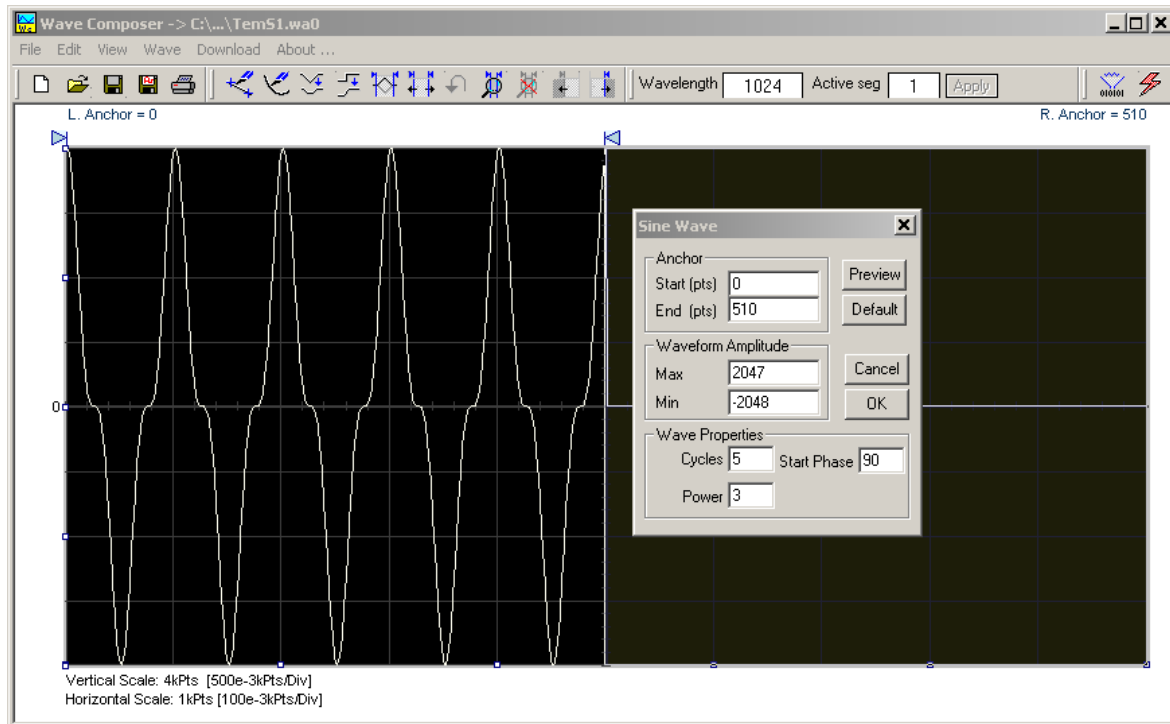 Wave Composer -> C:\...\TemS1.wa0
File Edit View Wave Download About ...
Wavelength 1024 Active seg 1 Apply
L. Anchor = 0
R. Anchor = 510
0
Sine Wave
Anchor
Start (pts) 0
End (pts) 510
Preview
Default
Waveform Amplitude
Max 2047
Min -2048
Cancel
OK
Wave Properties
Cycles 5 Start Phase 90
Power 3
Vertical Scale: 4kPts [500e-3kPts/Div]
Horizontal Scale: 1kPts [100e-3kPts/Div]